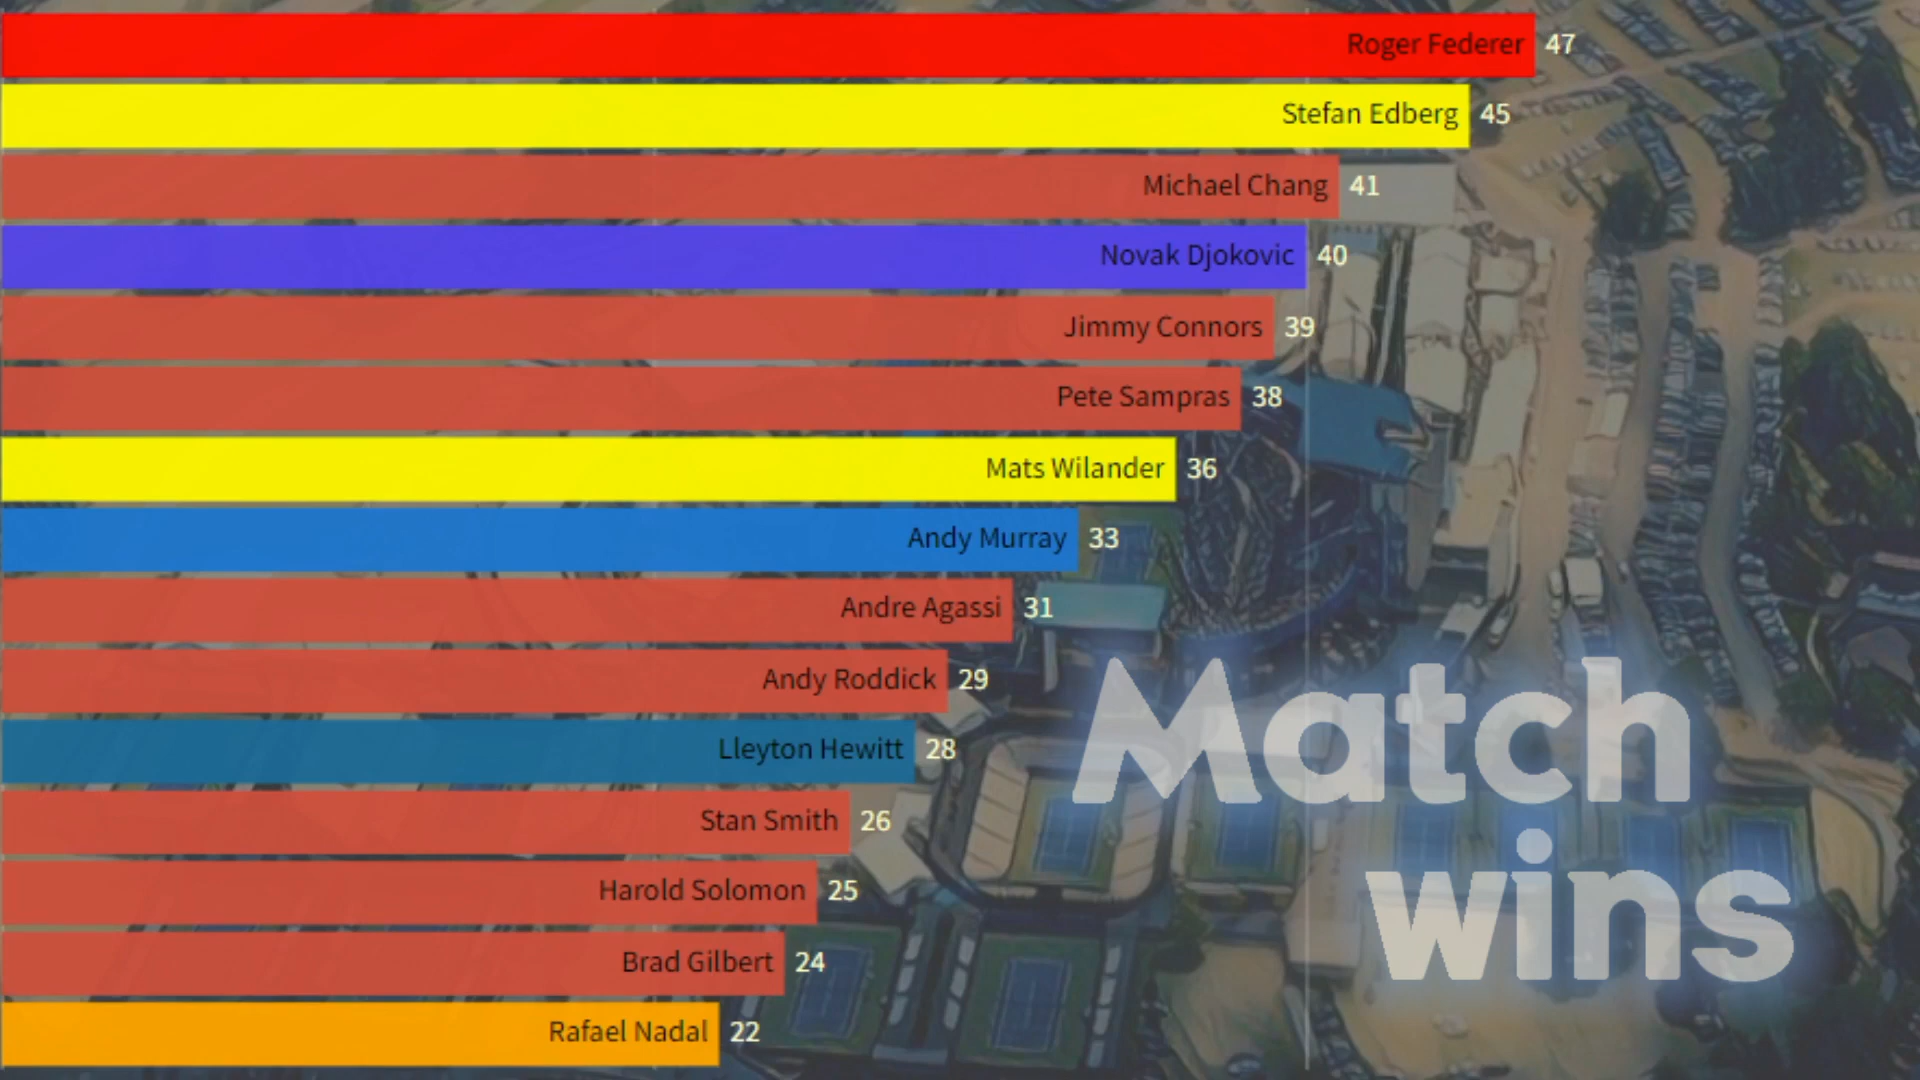 Roger Federer 47
Stefan Edberg 45
Michael Chang 41
Novak Djokovic 40
Jimmy Connors 39
Pete Sampras 38
Mats Wilander 36
Andy Murray 33
Andre Agassi 31
Andy Roddick 29
Lleyton Hewitt 28
Stan Smith 26
Harold Solomon 25
Brad Gilbert 24
Rafael Nadal 22
Match
wins